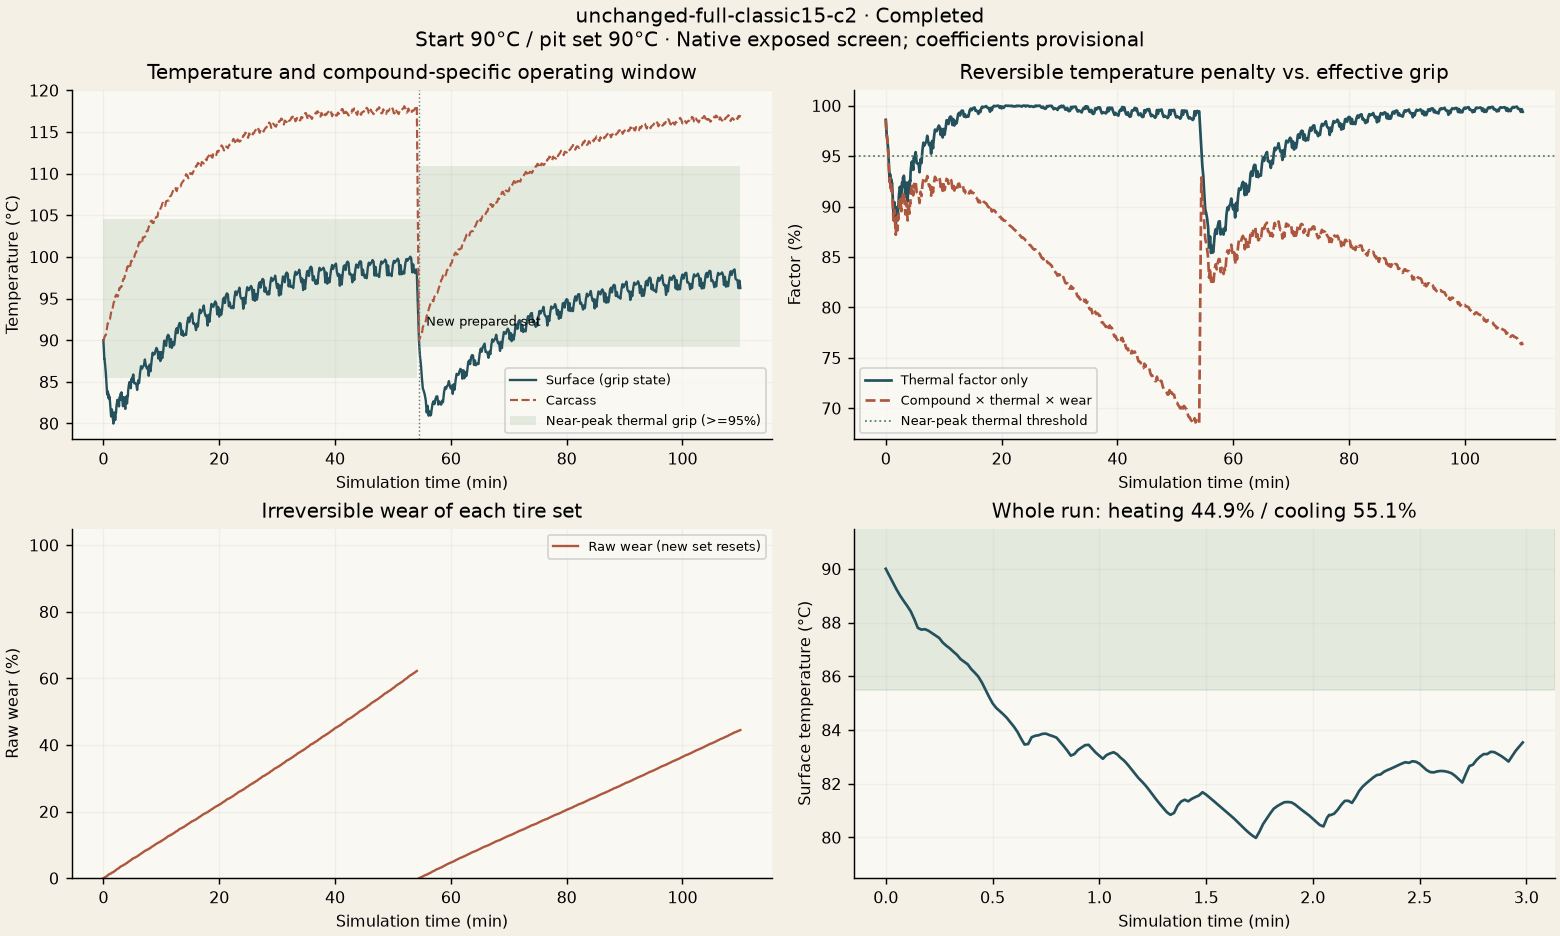 unchanged-full-classic15-c2 · Completed
Start 90°C / pit set 90°C · Native exposed screen; coefficients provisional
Temperature and compound-specific operating window
Temperature (°C)
120
115
110
105
100
95
90
85
80
New prepared set
Surface (grip state)
Carcass
Near-peak thermal grip (>=95%)
0
20
40
60
80
100
Simulation time (min)
Reversible temperature penalty vs. effective grip
Factor (%)
100
95
90
85
80
75
70
Thermal factor only
Compound × thermal × wear
Near-peak thermal threshold
0
20
40
60
80
100
Simulation time (min)
Irreversible wear of each tire set
Raw wear (%)
100
80
60
40
20
0
Raw wear (new set resets)
0
20
40
60
80
100
Simulation time (min)
Whole run: heating 44.9% / cooling 55.1%
Surface temperature (°C)
90
88
86
84
82
80
0.0
0.5
1.0
1.5
2.0
2.5
3.0
Simulation time (min)